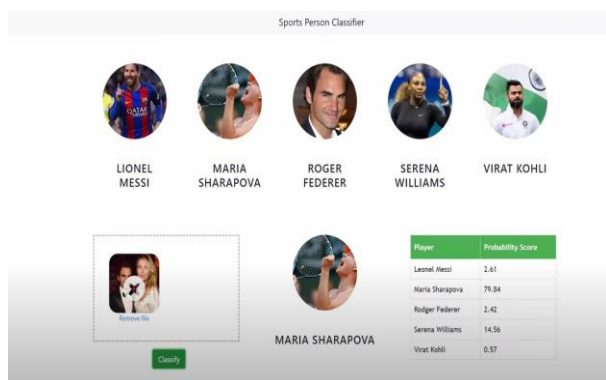 Sports Person Classifier
LIONEL
MESSI
MARIA
SHARAPOVA
ROGER
FEDERER
SERENA
WILLIAMS
VIRAT KOHLI
Remove file
Classify
MARIA SHARAPOVA
Player Probability Score
Leonel Messi 2.61
Maria Sharapova 79.84
Rodger Federer 2.42
Serena Williams 14.56
Virat Kohli 0.57